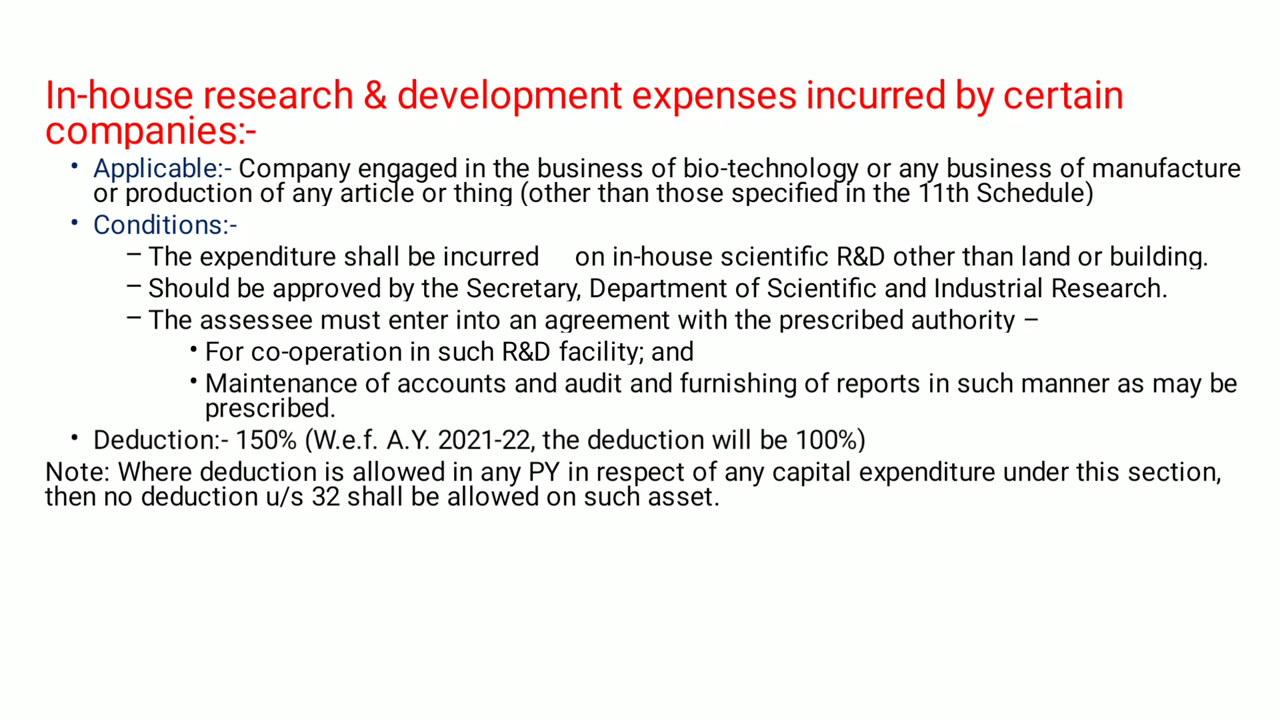 In-house research & development expenses incurred by certain
companies:-
• Applicable:- Company engaged in the business of bio-technology or any business of manufacture
or production of any article or thing (other than those specified in the 11th Schedule)
• Conditions:-
– The expenditure shall be incurred on in-house scientific R&D other than land or building.
– Should be approved by the Secretary, Department of Scientific and Industrial Research.
– The assessee must enter into an agreement with the prescribed authority –
• For co-operation in such R&D facility; and
• Maintenance of accounts and audit and furnishing of reports in such manner as may be
prescribed.
• Deduction:- 150% (W.e.f. A.Y. 2021-22, the deduction will be 100%)
Note: Where deduction is allowed in any PY in respect of any capital expenditure under this section,
then no deduction u/s 32 shall be allowed on such asset.